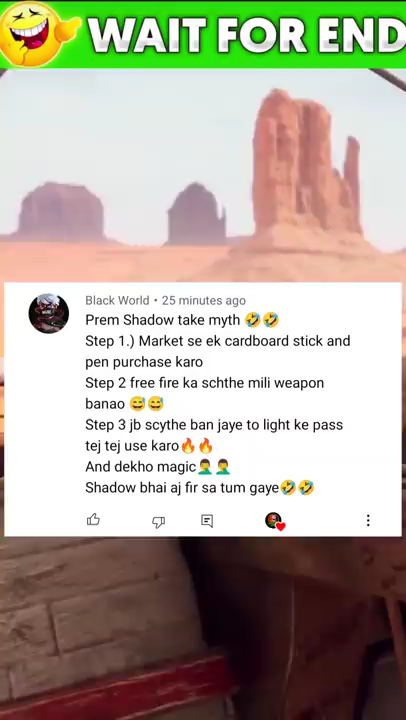 WAIT FOR END
Black World • 25 minutes ago
Prem Shadow take myth 🤣🤣
Step 1.) Market se ek cardboard stick and
pen purchase karo
Step 2 free fire ka schthe mili weapon
banao 😅😅
Step 3 jb scythe ban jaye to light ke pass
tej tej use karo🔥🔥
And dekho magic🤦‍♂️🤦‍♂️
Shadow bhai aj fir sa tum gaye🤣🤣